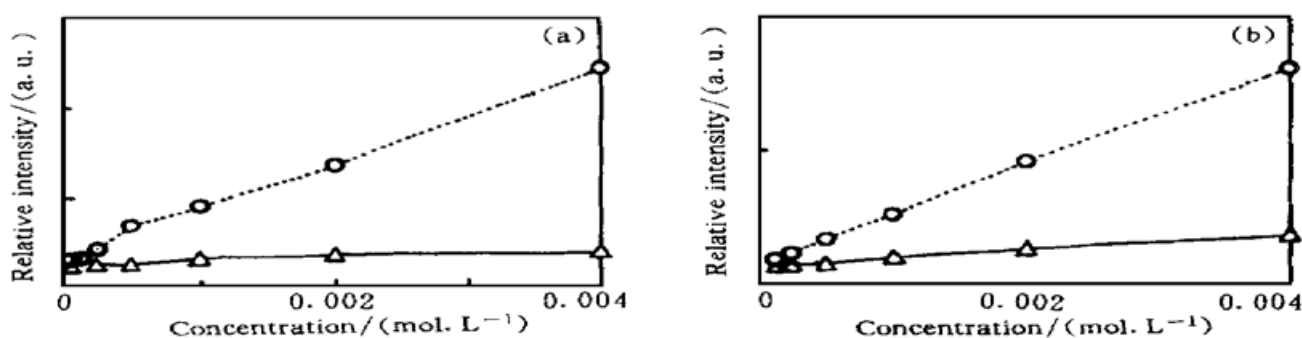 (a)
Relative intensity/(a. u.)
0 0. 002 0. 004
Concentration/(mol. L⁻¹)
(b)
Relative intensity/(a. u.)
0 0. 002 0. 004
Concentration/(mol. L⁻¹)